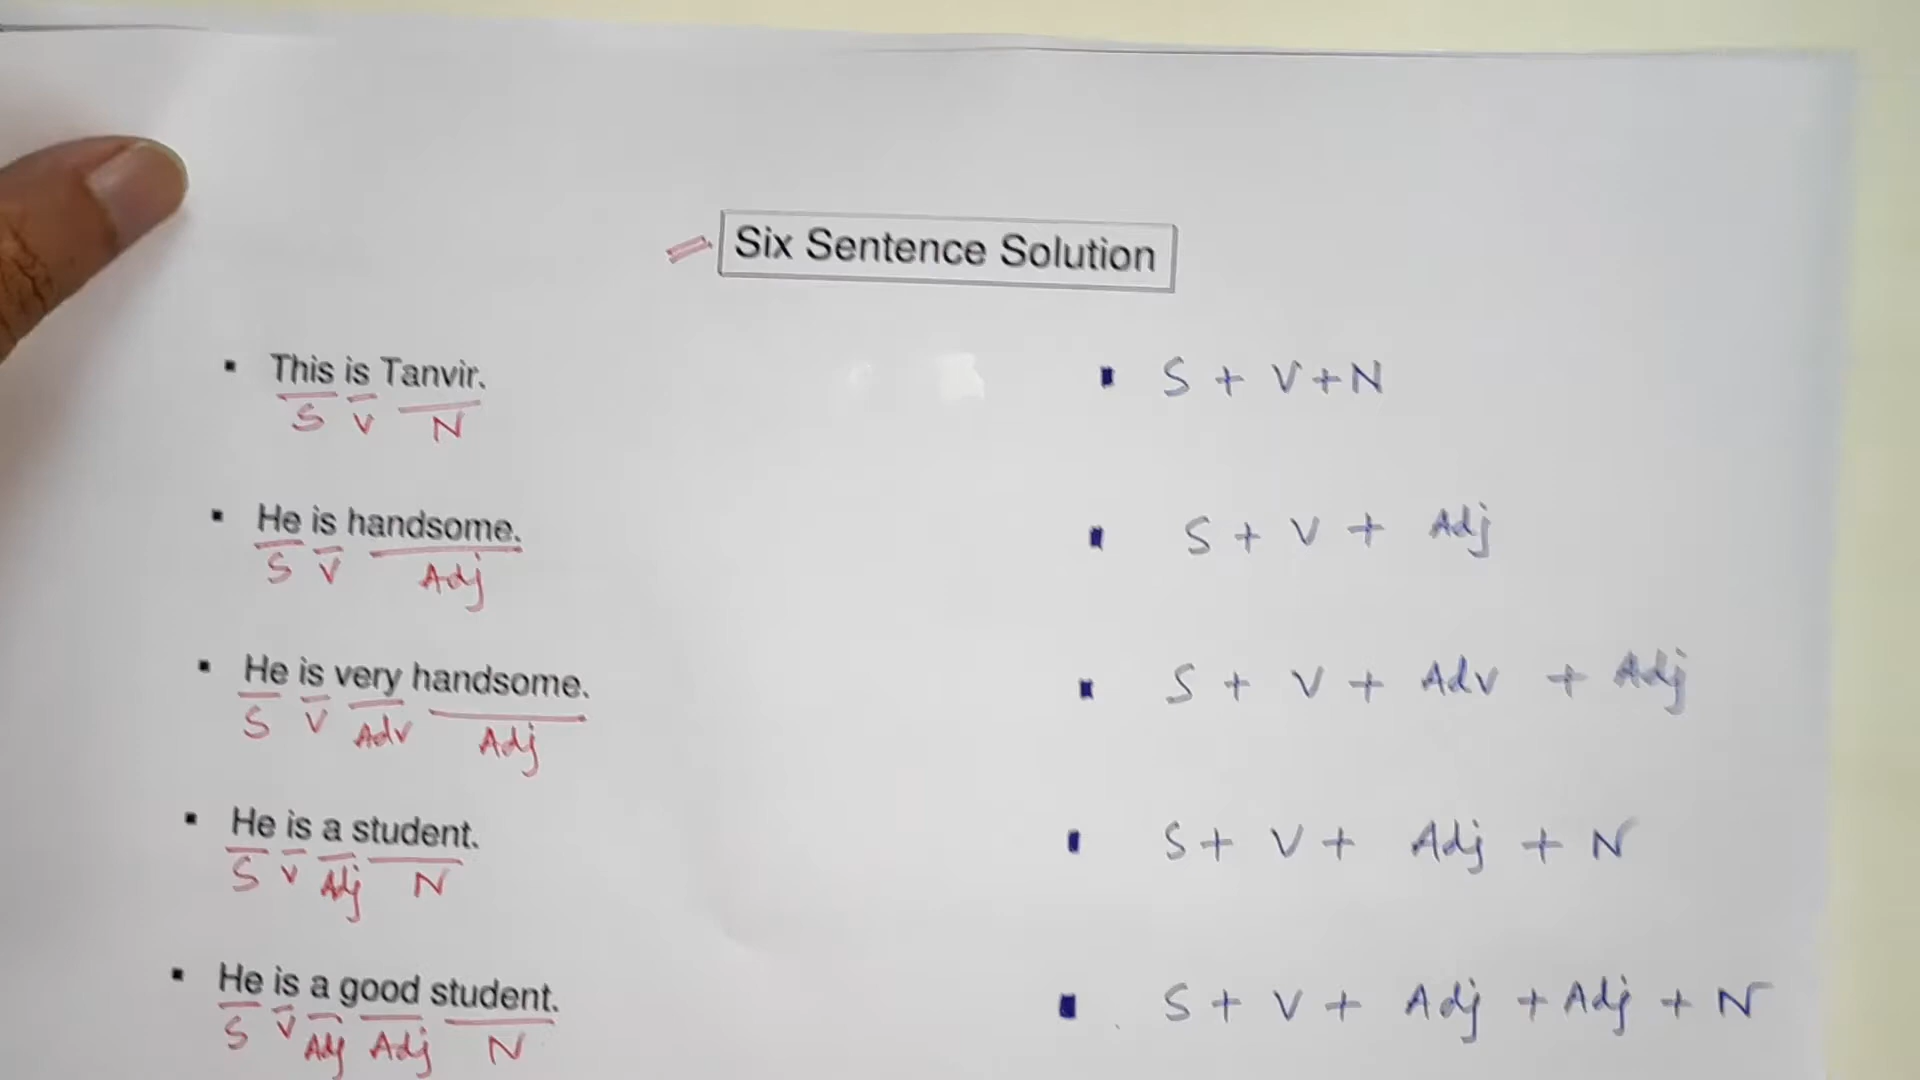 Six Sentence Solution
▪ This is Tanvir. ▪ S + V + N
S V N
▪ He is handsome. ▪ S + V + Adj
S V Adj
▪ He is very handsome. ▪ S + V + Adv + Adj
S V Adv Adj
▪ He is a student. ▪ S + V + Adj + N
S V Adj N
▪ He is a good student. ▪ S + V + Adj + Adj + N
S V Adj Adj N